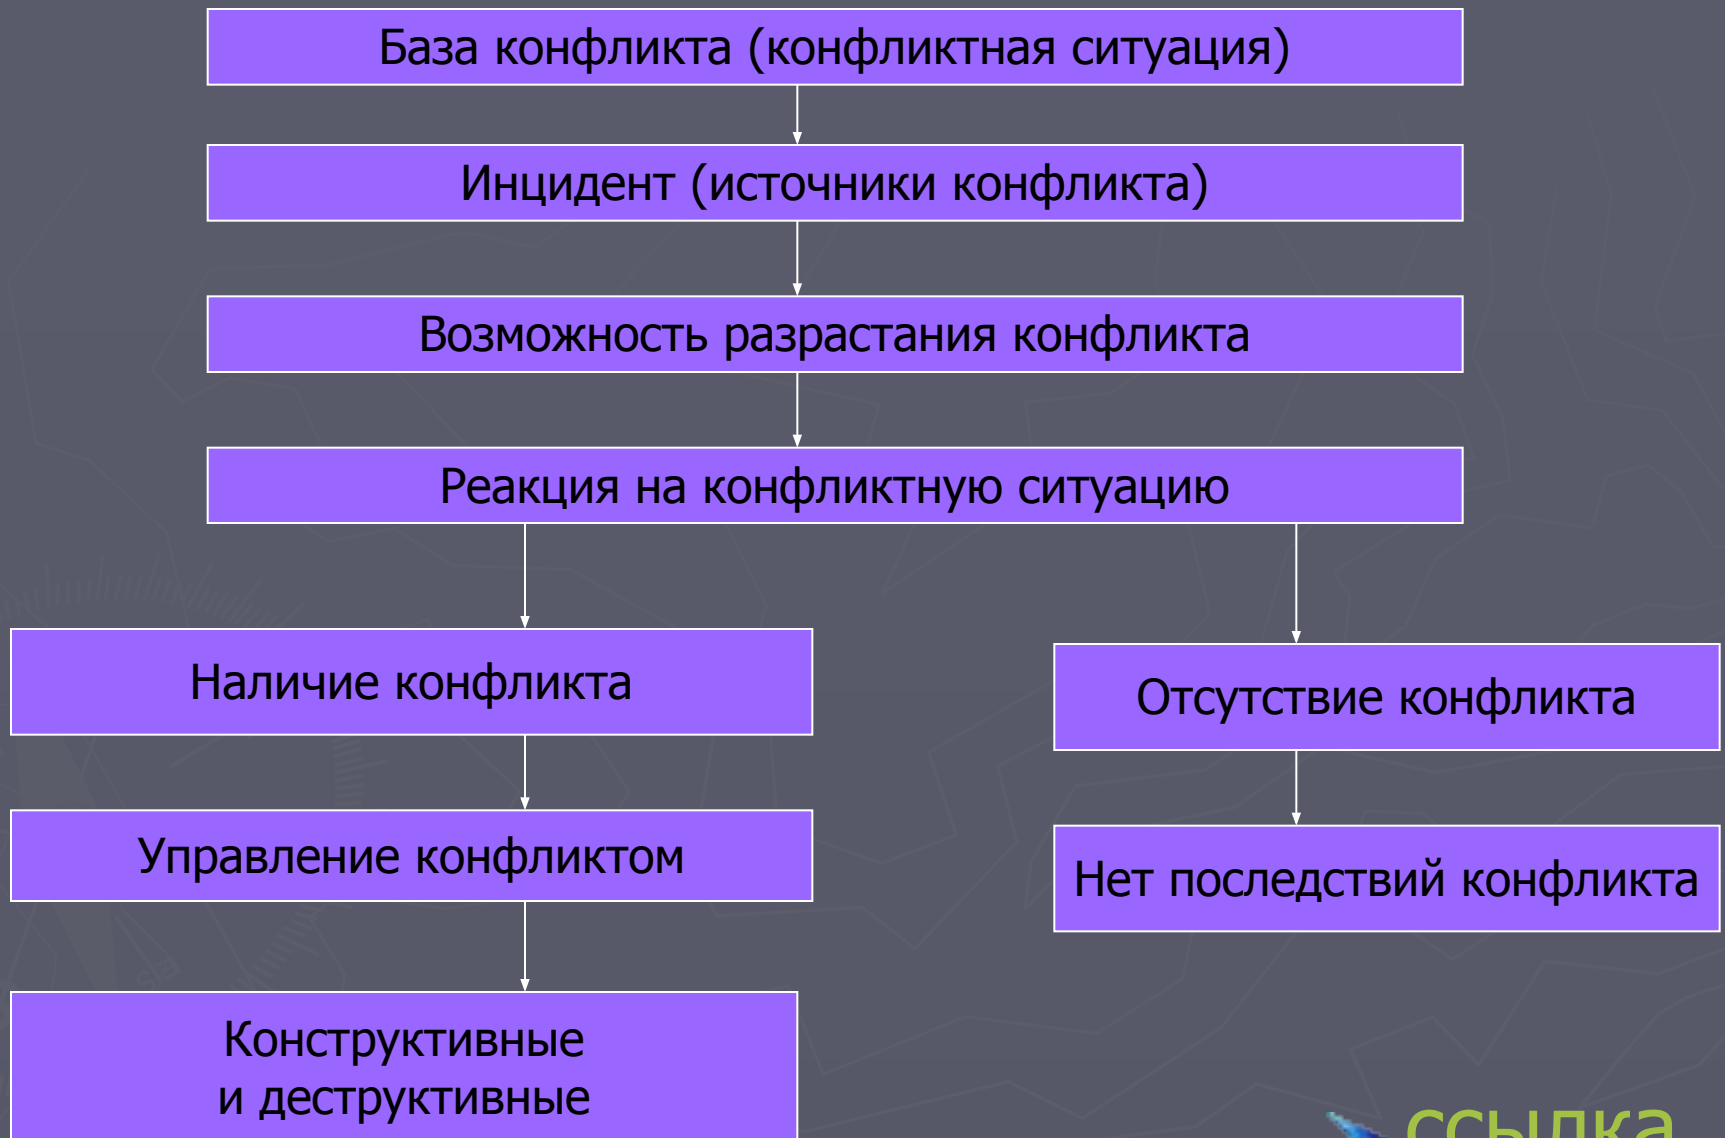 База конфликта (конфликтная ситуация)
Инцидент (источники конфликта)
Возможность разрастания конфликта
Реакция на конфликтную ситуацию
Наличие конфликта
Отсутствие конфликта
Управление конфликтом
Нет последствий конфликта
Конструктивные
и деструктивные
ссылка